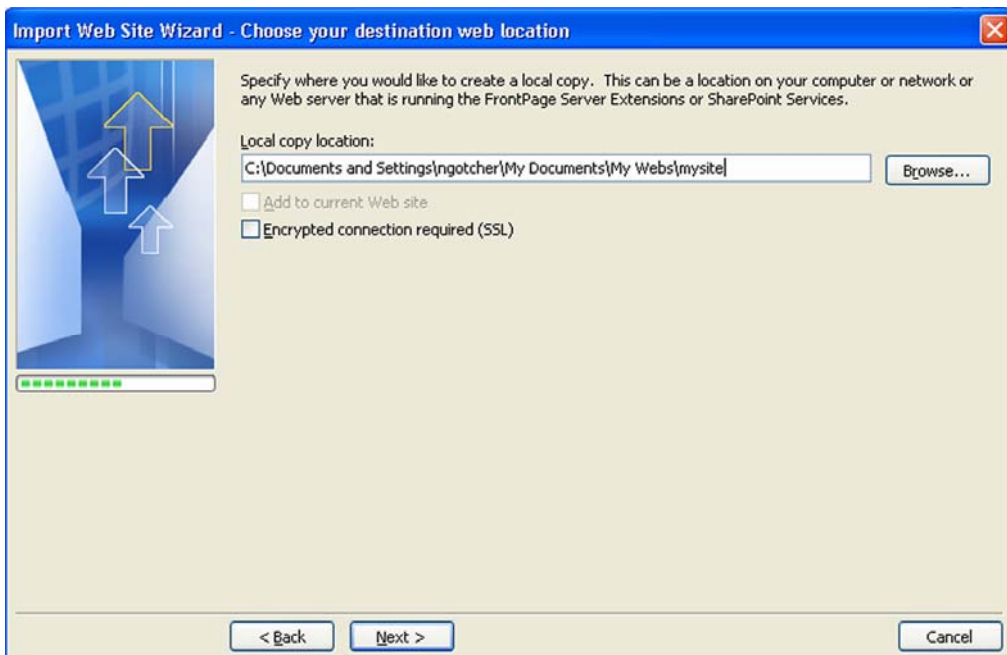 Import Web Site Wizard - Choose your destination web location
Specify where you would like to create a local copy. This can be a location on your computer or network or
any Web server that is running the FrontPage Server Extensions or SharePoint Services.
Local copy location:
C:\Documents and Settings\ngotcher\My Documents\My Webs\mysite
Browse...
Add to current Web site
Encrypted connection required (SSL)
< Back
Next >
Cancel